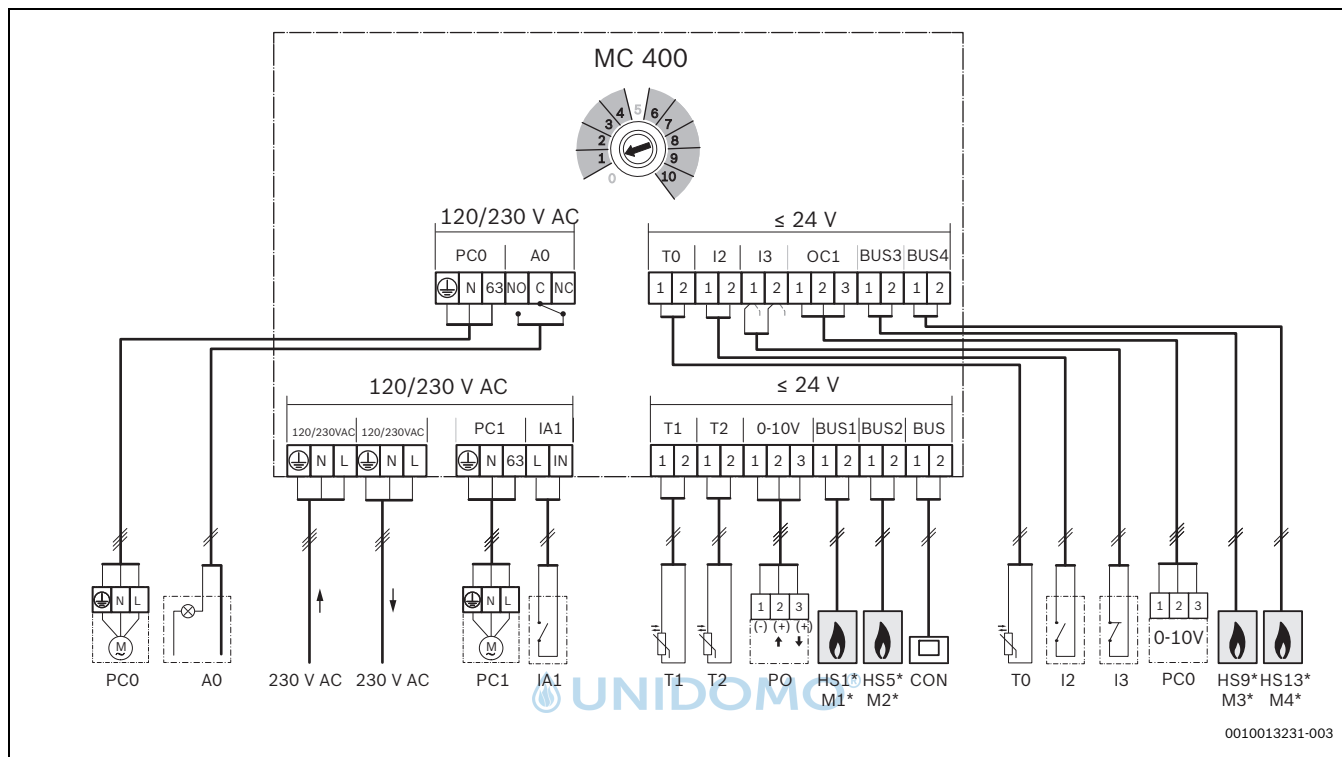 MC 400
0 1 2 3 4 5 6 7 8 9 10
120/230 V AC
≤ 24 V
PC0 A0
T0 I2 I3 OC1 BUS3 BUS4
N 63 NO C NC
1 2 1 2 1 2 1 2 3 1 2 1 2
120/230 V AC
≤ 24 V
120/230VAC 120/230VAC PC1 IA1
T1 T2 0-10V BUS1 BUS2 BUS
N L N L N 63 L IN
1 2 1 2 1 2 3 1 2 1 2 1 2
N L
M
~
N L
M
~
1 2 3
(-) (+) (+)
1 2 3
0-10V
PC0 A0 230 V AC 230 V AC PC1 IA1 T1 T2 PO HS1* HS5* CON T0 I2 I3 PC0 HS9* HS13*
M1* M2* M3* M4*
UNIDOMO®
0010013231-003